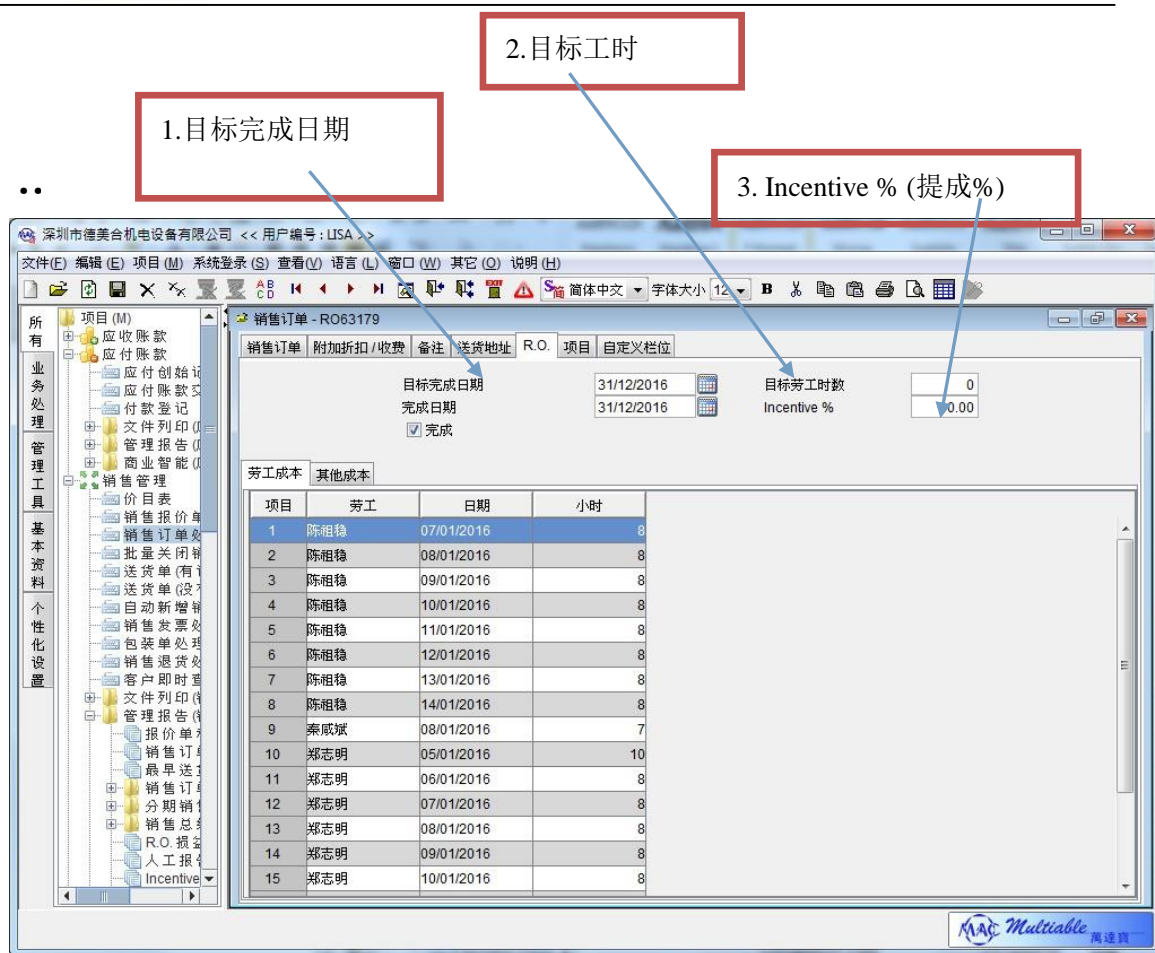 2.目标工时
1.目标完成日期
3. Incentive % (提成%)
..
深圳市德美合机电设备有限公司 << 用户编号 : LISA >>
文件(F) 编辑(E) 项目(M) 系统登录(S) 查看(V) 语言(L) 窗口(W) 其它(O) 说明(H)
S简 简体中文 字体大小 12 B
所有
业务处理
管理工具
基本资料
个性化设置
项目 (M)
应收账款
应付账款
应付创始
应付账款
付款登记
文件列印
管理报告
商业智能
销售管理
价目表
销售报价单
销售订单
批量关闭
送货单(有
送货单(没
自动新增
销售发票
包装单处理
销售退货
客户即时
文件列印
管理报告
报价单
销售订
最早送
销售订
分期销
销售总
R.O.损
人工报
Incentive
销售订单 - RO63179
销售订单 附加折扣 / 收费 备注 送货地址 R.O. 项目 自定义栏位
目标完成日期 31/12/2016 目标劳工时数 0
完成日期 31/12/2016 Incentive % 0.00
完成
劳工成本 其他成本
项目 劳工 日期 小时
1 陈祖稳 07/01/2016 8
2 陈祖稳 08/01/2016 8
3 陈祖稳 09/01/2016 8
4 陈祖稳 10/01/2016 8
5 陈祖稳 11/01/2016 8
6 陈祖稳 12/01/2016 8
7 陈祖稳 13/01/2016 8
8 陈祖稳 14/01/2016 8
9 秦咸斌 08/01/2016 7
10 郑志明 05/01/2016 10
11 郑志明 06/01/2016 8
12 郑志明 07/01/2016 8
13 郑志明 08/01/2016 8
14 郑志明 09/01/2016 8
15 郑志明 10/01/2016 8
MAC Multiable 萬達寶